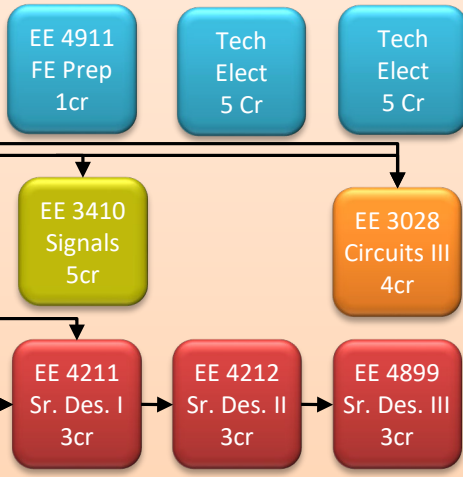 EE 4911
FE Prep
1cr
Tech
Elect
5 Cr
Tech
Elect
5 Cr
EE 3410
Signals
5cr
EE 3028
Circuits III
4cr
EE 4211
Sr. Des. I
3cr
EE 4212
Sr. Des. II
3cr
EE 4899
Sr. Des. III
3cr